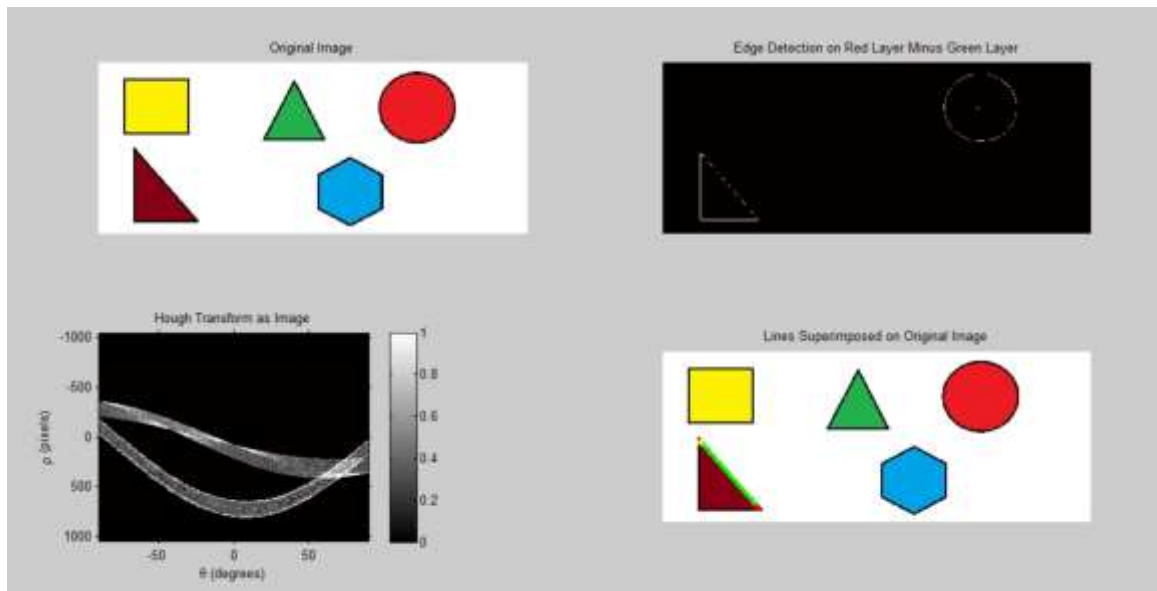 Original Image
Edge Detection on Red Layer Minus Green Layer
Hough Transform as Image
-1000
-500
0
500
1000
ρ (pixels)
-50
0
50
θ (degrees)
1
0.8
0.6
0.4
0.2
0
Lines Superimposed on Original Image